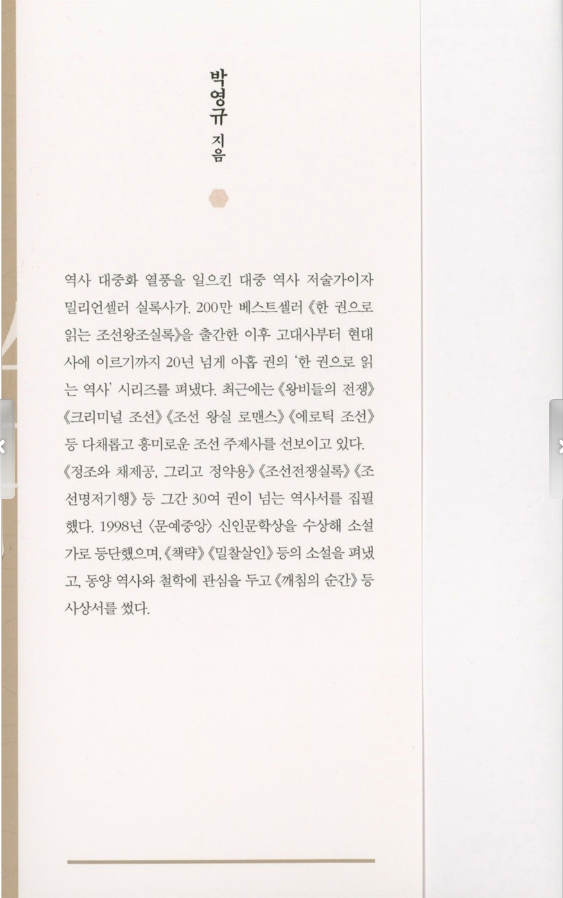 박영규 지음
역사 대중화 열풍을 일으킨 대중 역사 저술가이자
밀리언셀러 실록사가. 200만 베스트셀러 《한 권으로
읽는 조선왕조실록》을 출간한 이후 고대사부터 현대
사에 이르기까지 20년 넘게 아홉 권의 ‘한 권으로 읽
는 역사’ 시리즈를 펴냈다. 최근에는 《왕비들의 전쟁》
《크리미널 조선》 《조선 왕실 로맨스》 《에로틱 조선》
등 다채롭고 흥미로운 조선 주제사를 선보이고 있다.
《정조와 채제공, 그리고 정약용》 《조선전쟁실록》 《조
선명저기행》 등 그간 30여 권이 넘는 역사서를 집필
했다. 1998년 〈문예중앙〉 신인문학상을 수상해 소설
가로 등단했으며, 《책략》 《밀찰살인》 등의 소설을 펴냈
고, 동양 역사와 철학에 관심을 두고 《깨침의 순간》 등
사상서를 썼다.